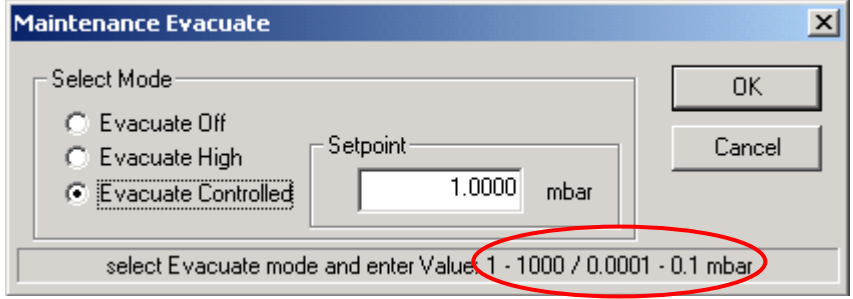 Maintenance Evacuate
Select Mode
OK
Evacuate Off
Evacuate High
Setpoint
Cancel
Evacuate Controlled
1.0000 mbar
select Evacuate mode and enter Value: 1 - 1000 / 0.0001 - 0.1 mbar